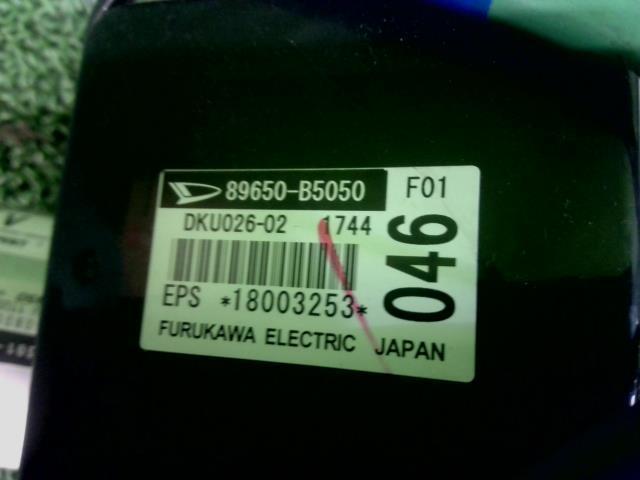 89650-B5050 F01
DKU026-02 1744
046
EPS *18003253*
FURUKAWA ELECTRIC JAPAN